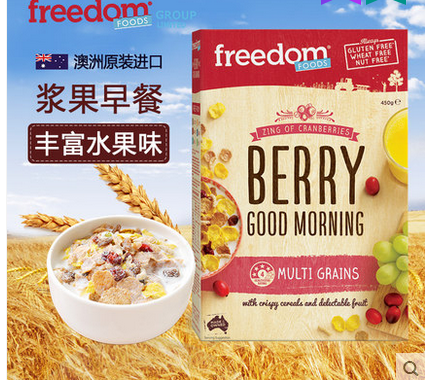 freedom
FOODS GROUP
澳洲原装进口
浆果早餐
丰富水果味
freedom
FOODS
Always
GLUTEN FREE
WHEAT FREE
NUT FREE
450g e
ZING OF CRANBERRIES
BERRY
GOOD MORNING
MULTI GRAINS
with crispy cereals and delectable fruit